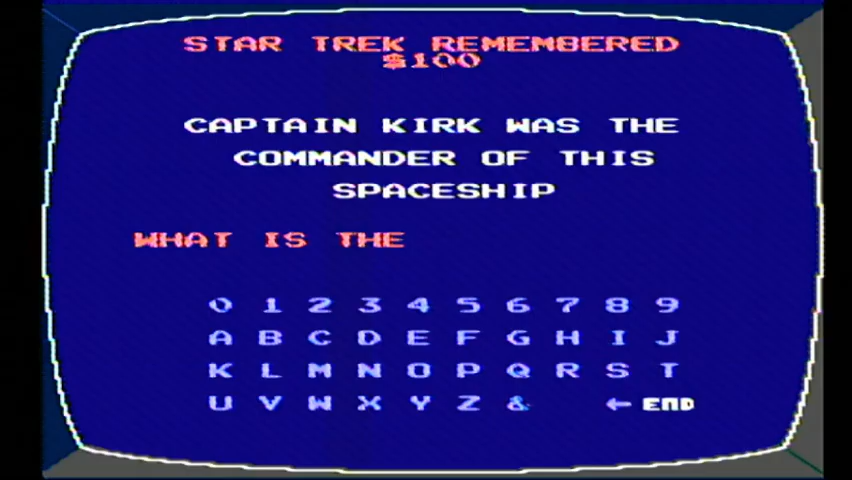 STAR TREK REMEMBERED
$100
CAPTAIN KIRK WAS THE
COMMANDER OF THIS
SPACESHIP
WHAT IS THE
0 1 2 3 4 5 6 7 8 9
A B C D E F G H I J
K L M N O P Q R S T
U V W X Y Z & ← END